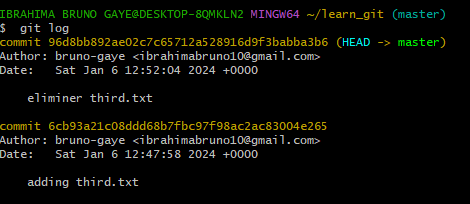 IBRAHIMA BRUNO GAYE@DESKTOP-8QMKLN2 MINGW64 ~/learn_git (master)
$ git log
commit 96d8bb892ae02c7c65712a528916d9f3babba3b6 (HEAD -> master)
Author: bruno-gaye <ibrahimabruno10@gmail.com>
Date:   Sat Jan 6 12:52:04 2024 +0000
eliminer third.txt
commit 6cb93a21c08ddd68b7fbc97f98ac2ac83004e265
Author: bruno-gaye <ibrahimabruno10@gmail.com>
Date:   Sat Jan 6 12:47:58 2024 +0000
adding third.txt